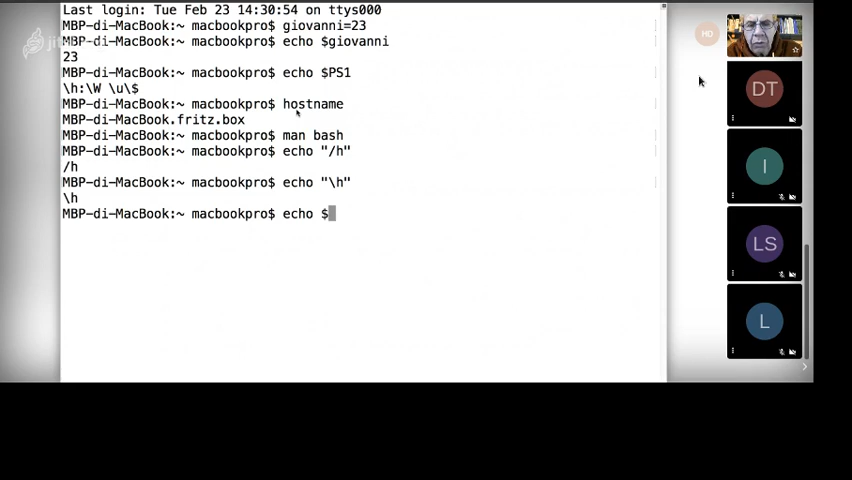 Last login: Tue Feb 23 14:30:54 on ttys000
MBP-di-MacBook:~ macbookpro$ giovanni=23
MBP-di-MacBook:~ macbookpro$ echo $giovanni
23
MBP-di-MacBook:~ macbookpro$ echo $PS1
\h:\W \u\$
MBP-di-MacBook:~ macbookpro$ hostname
MBP-di-MacBook.fritz.box
MBP-di-MacBook:~ macbookpro$ man bash
MBP-di-MacBook:~ macbookpro$ echo "/h"
/h
MBP-di-MacBook:~ macbookpro$ echo "\h"
\h
MBP-di-MacBook:~ macbookpro$ echo $
HD
DT
I
LS
L